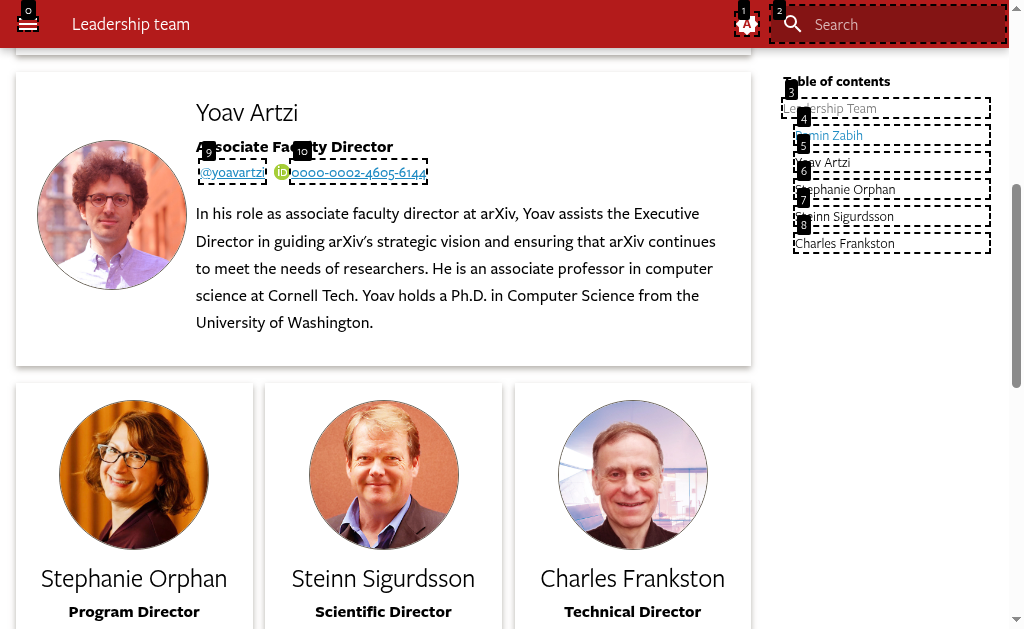 0
Leadership team
1
A
2
Search
Yoav Artzi
Associate Faculty Director
9
@yoavartzi
iD
10
0000-0002-4605-6144
In his role as associate faculty director at arXiv, Yoav assists the Executive
Director in guiding arXiv's strategic vision and ensuring that arXiv continues
to meet the needs of researchers. He is an associate professor in computer
science at Cornell Tech. Yoav holds a Ph.D. in Computer Science from the
University of Washington.
Stephanie Orphan
Program Director
Steinn Sigurdsson
Scientific Director
Charles Frankston
Technical Director
Table of contents
3
Leadership Team
4
Ramin Zabih
5
Yoav Artzi
6
Stephanie Orphan
7
Steinn Sigurdsson
8
Charles Frankston